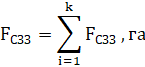 F_СЗЗ = ∑_{i=1}^{k} F_СЗЗ , га